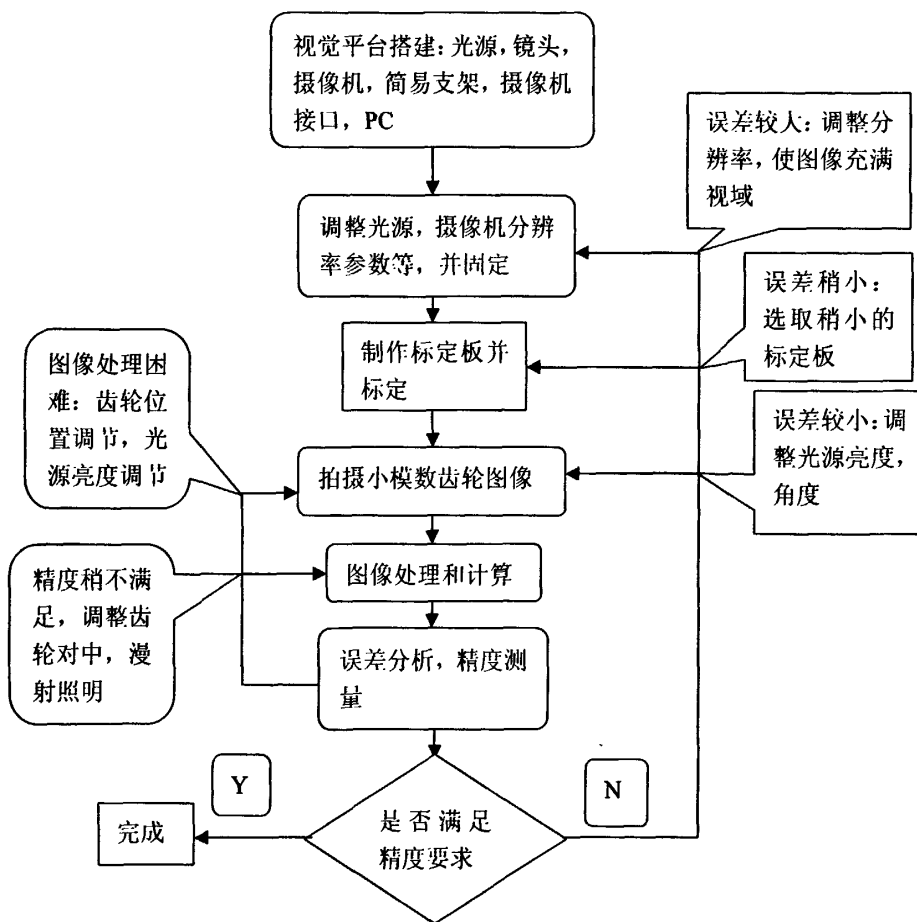 视觉平台搭建：光源，镜头，
摄像机，简易支架，摄像机
接口，PC
误差较人：调整分
辨率，使图像充满
视域
调整光源，摄像机分辨
率参数等，并固定
误差稍小：
选取稍小的
标定板
制作标定板并
标定
图像处理困
难：齿轮位
置调节，光
源亮度调节
误差较小：调
整光源亮度，
角度
拍摄小模数齿轮图像
图像处理和计算
精度稍不满
足，调整齿
轮对中，漫
射照明
误差分析，精度测
量
Y
N
完成
是否满足
精度要求